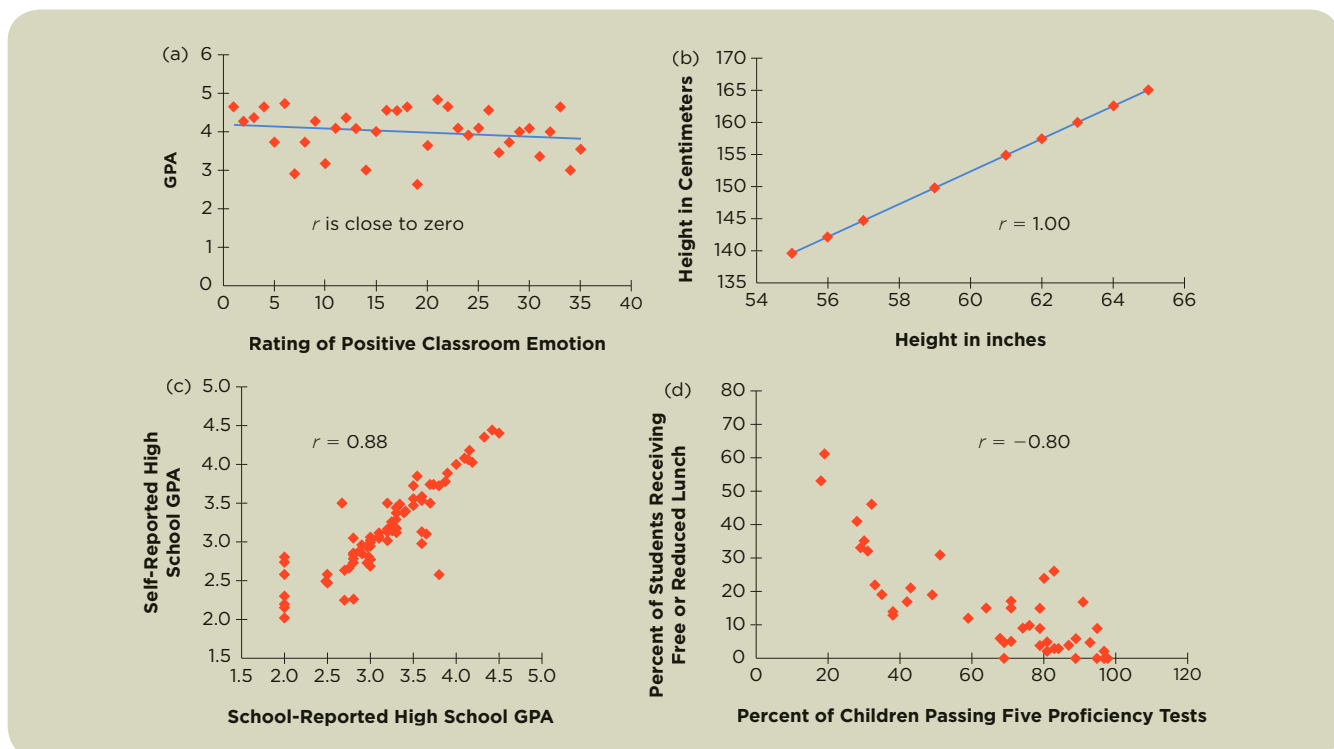 (a)
6
5
4
3
2
1
0
GPA
r is close to zero
0 5 10 15 20 25 30 35 40
Rating of Positive Classroom Emotion
(b)
170
165
160
155
150
145
140
135
Height in Centimeters
r = 1.00
54 56 58 60 62 64 66
Height in inches
(c)
5.0
4.5
4.0
3.5
3.0
2.5
2.0
1.5
Self-Reported High
School GPA
r = 0.88
1.5 2.0 2.5 3.0 3.5 4.0 4.5 5.0
School-Reported High School GPA
(d)
80
70
60
50
40
30
20
10
0
Percent of Students Receiving
Free or Reduced Lunch
r = −0.80
0 20 40 60 80 100 120
Percent of Children Passing Five Proficiency Tests